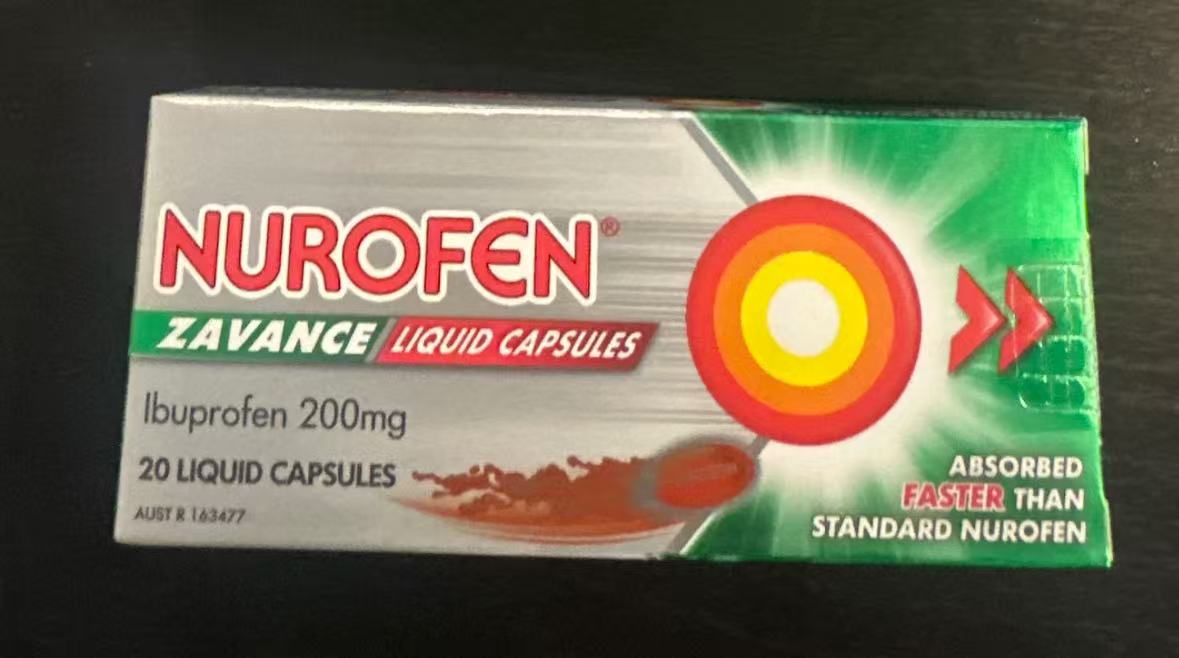 NUROFEN®
ZAVANCE LIQUID CAPSULES
Ibuprofen 200mg
20 LIQUID CAPSULES
AUST R 163477
ABSORBED
FASTER THAN
STANDARD NUROFEN